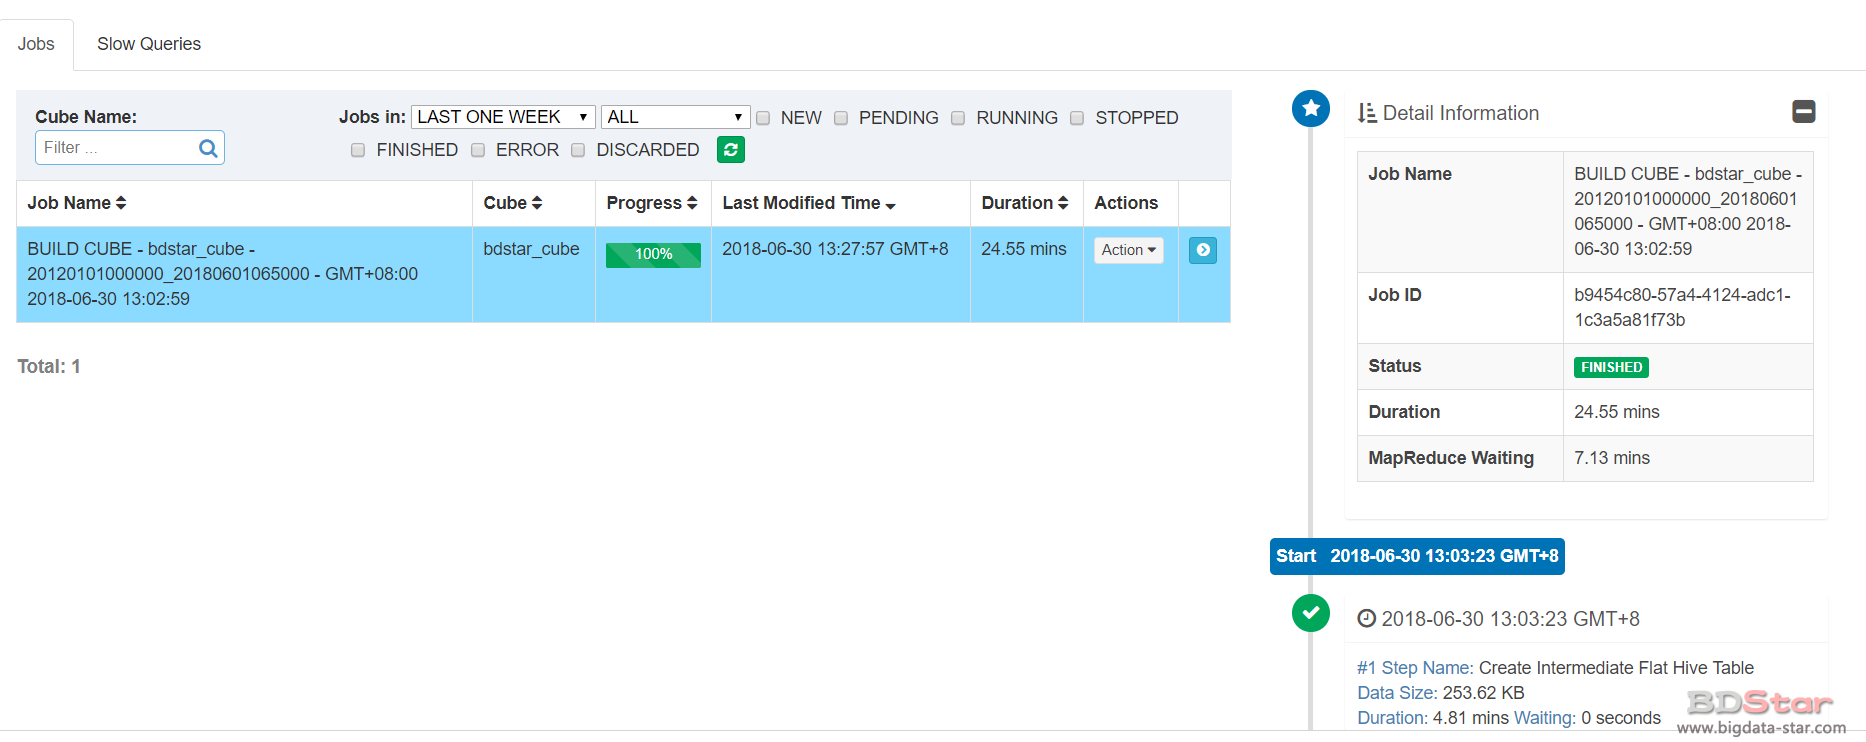 Jobs
Slow Queries
Cube Name:
Filter ...
Jobs in: LAST ONE WEEK ALL NEW PENDING RUNNING STOPPED
FINISHED ERROR DISCARDED
Job Name Cube Progress Last Modified Time Duration Actions
BUILD CUBE - bdstar_cube -
20120101000000_20180601065000 - GMT+08:00
2018-06-30 13:02:59
bdstar_cube
100%
2018-06-30 13:27:57 GMT+8
24.55 mins
Action
Total: 1
Detail Information
Job Name
BUILD CUBE - bdstar_cube -
20120101000000_20180601
065000 - GMT+08:00 2018-
06-30 13:02:59
Job ID
b9454c80-57a4-4124-adc1-
1c3a5a81f73b
Status
FINISHED
Duration
24.55 mins
MapReduce Waiting
7.13 mins
Start 2018-06-30 13:03:23 GMT+8
2018-06-30 13:03:23 GMT+8
#1 Step Name: Create Intermediate Flat Hive Table
Data Size: 253.62 KB
Duration: 4.81 mins Waiting: 0 seconds
BDStar
www.bigdata-star.com